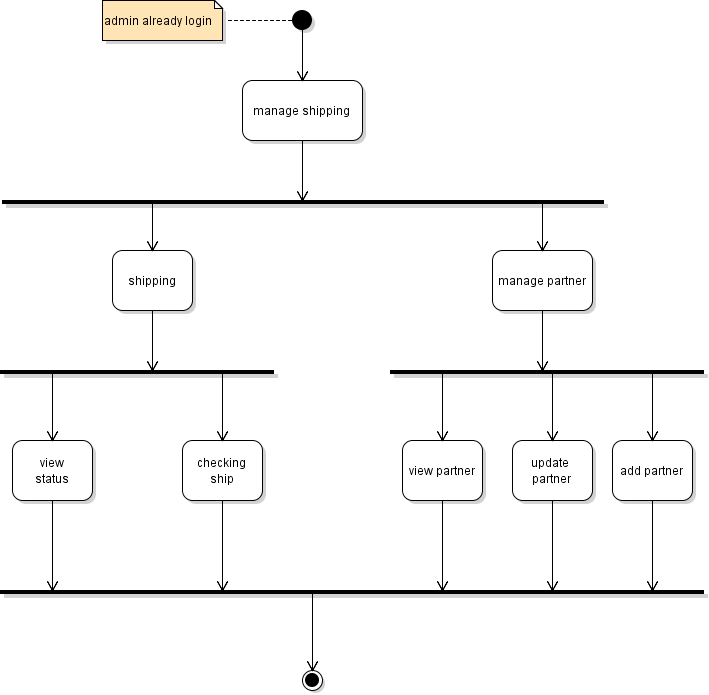 admin already login
manage shipping
shipping
manage partner
view
status
checking
ship
view partner
update
partner
add partner